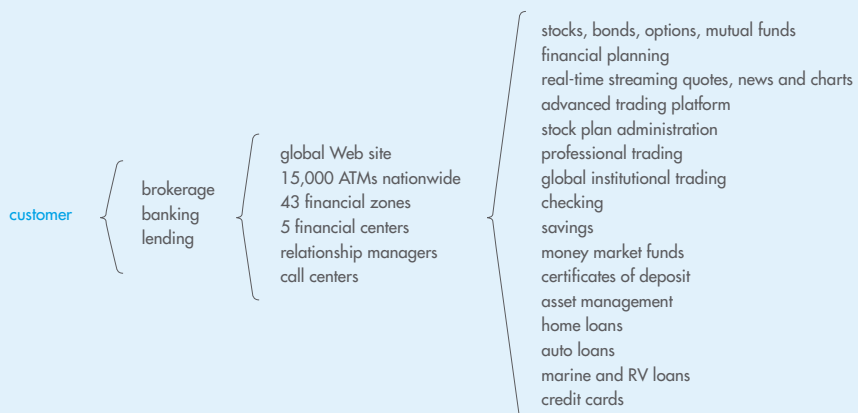 customer
brokerage
banking
lending
global Web site
15,000 ATMs nationwide
43 financial zones
5 financial centers
relationship managers
call centers
stocks, bonds, options, mutual funds
financial planning
real-time streaming quotes, news and charts
advanced trading platform
stock plan administration
professional trading
global institutional trading
checking
savings
money market funds
certificates of deposit
asset management
home loans
auto loans
marine and RV loans
credit cards